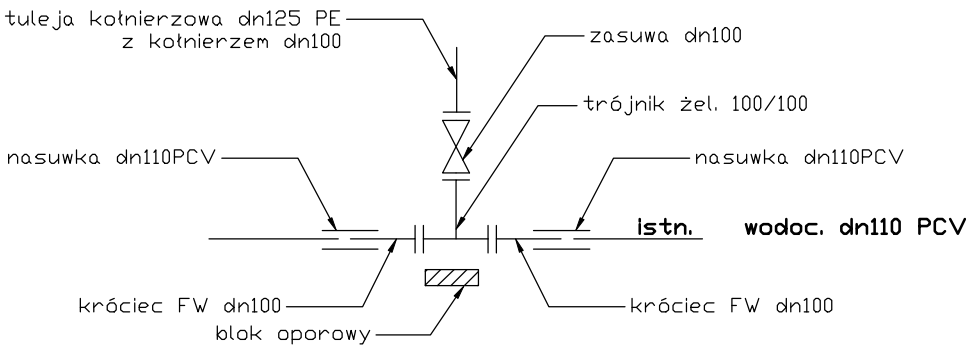 tuleja kołnierzowa dn125 PE
z kołnierzem dn100
zasuwa dn100
trójnik żel. 100/100
nasuwka dn110PCV
nasuwka dn110PCV
istn. wodoc. dn110 PCV
króciec FW dn100
króciec FW dn100
blok oporowy